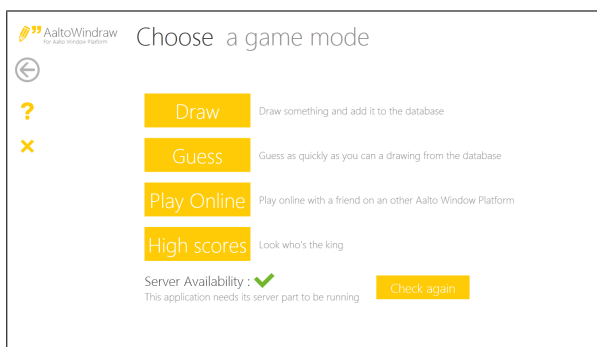 AaltoWindraw
For Aalto Window Platform
Choose a game mode
?
Draw
Draw something and add it to the database
Guess
Guess as quickly as you can a drawing from the database
Play Online
Play online with a friend on an other Aalto Window Platform
High scores
Look who's the king
Server Availability :
This application needs its server part to be running
Check again